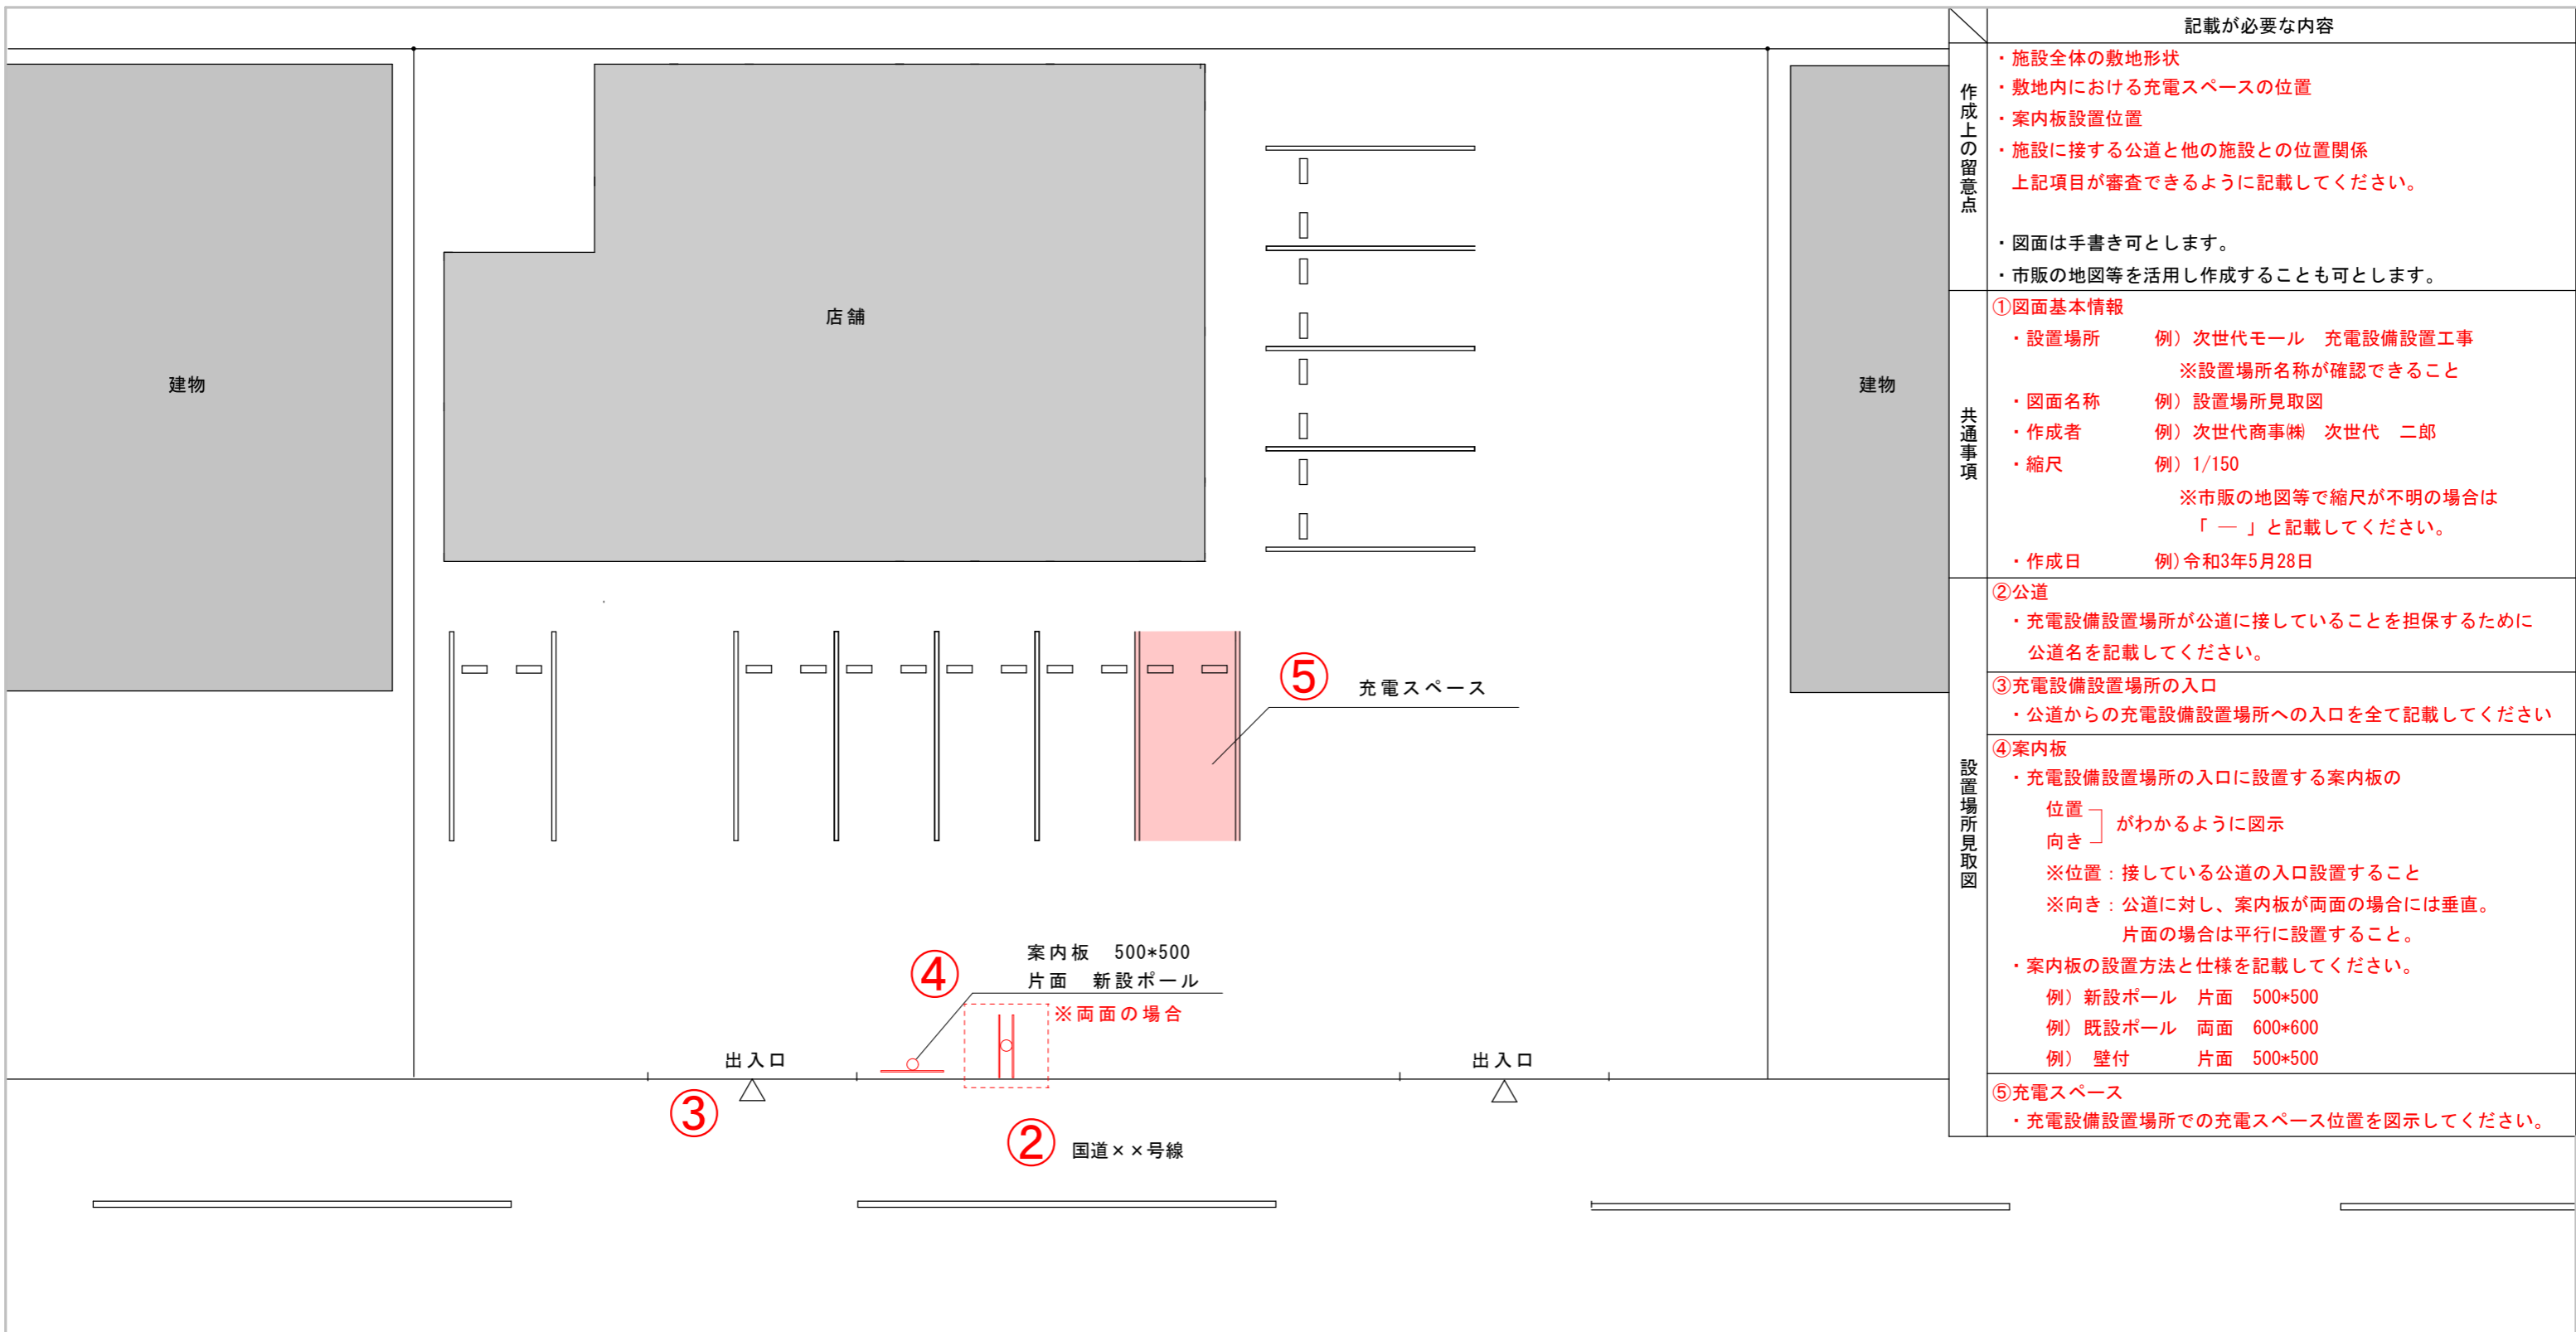 建物
店舗
建物
⑤
充電スペース
案内板 500*500
④
片面 新設ポール
※両面の場合
出入口
出入口
③
②
国道××号線
記載が必要な内容
作成上の留意点
・施設全体の敷地形状
・敷地内における充電スペースの位置
・案内板設置位置
・施設に接する公道と他の施設との位置関係
上記項目が審査できるように記載してください。
・図面は手書き可とします。
・市販の地図等を活用し作成することも可とします。
共通事項
①図面基本情報
・設置場所 例）次世代モール 充電設備設置工事
※設置場所名称が確認できること
・図面名称 例）設置場所見取図
・作成者 例）次世代商事㈱ 次世代 二郎
・縮尺 例）1/150
※市販の地図等で縮尺が不明の場合は
「 ― 」と記載してください。
・作成日 例）令和3年5月28日
設置場所見取図
②公道
・充電設備設置場所が公道に接していることを担保するために
公道名を記載してください。
③充電設備設置場所の入口
・公道からの充電設備設置場所への入口を全て記載してください
④案内板
・充電設備設置場所の入口に設置する案内板の
位置
がわかるように図示
向き
※位置：接している公道の入口設置すること
※向き：公道に対し、案内板が両面の場合には垂直。
片面の場合は平行に設置すること。
・案内板の設置方法と仕様を記載してください。
例）新設ポール 片面 500*500
例）既設ポール 両面 600*600
例） 壁付 片面 500*500
⑤充電スペース
・充電設備設置場所での充電スペース位置を図示してください。